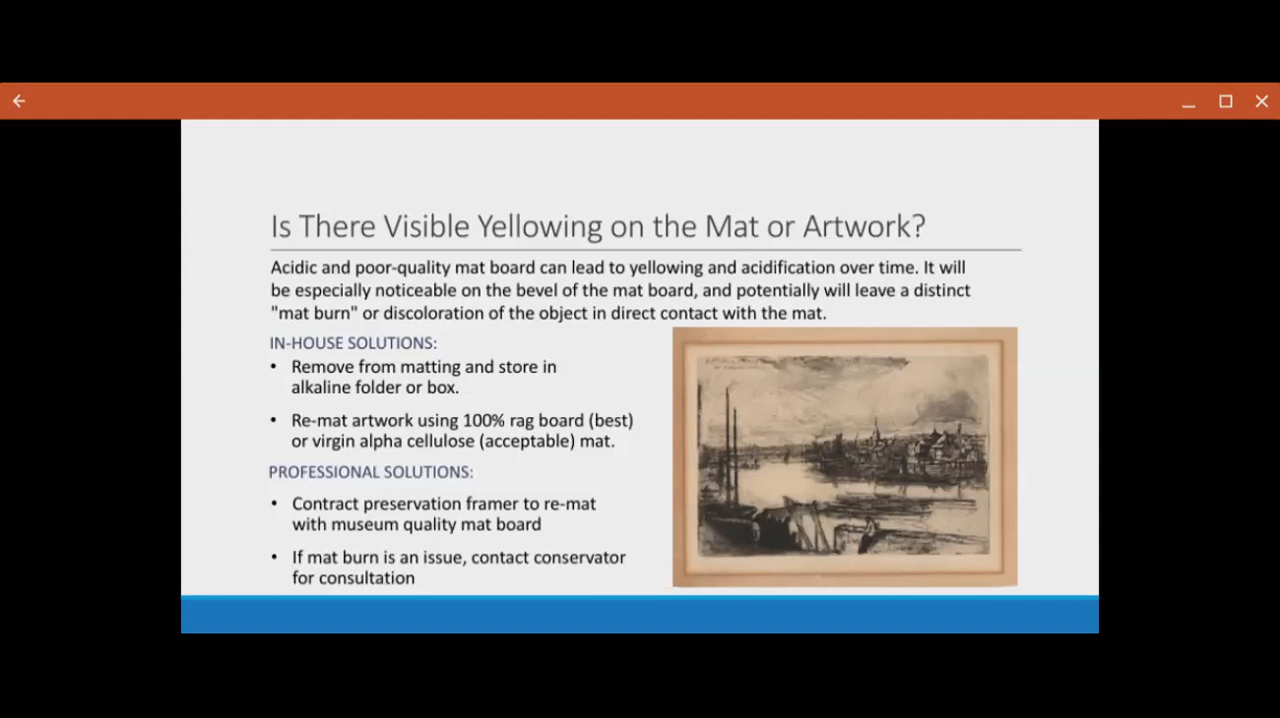 Is There Visible Yellowing on the Mat or Artwork?
Acidic and poor-quality mat board can lead to yellowing and acidification over time. It will
be especially noticeable on the bevel of the mat board, and potentially will leave a distinct
"mat burn" or discoloration of the object in direct contact with the mat.
IN-HOUSE SOLUTIONS:
• Remove from matting and store in
alkaline folder or box.
• Re-mat artwork using 100% rag board (best)
or virgin alpha cellulose (acceptable) mat.
PROFESSIONAL SOLUTIONS:
• Contract preservation framer to re-mat
with museum quality mat board
• If mat burn is an issue, contact conservator
for consultation